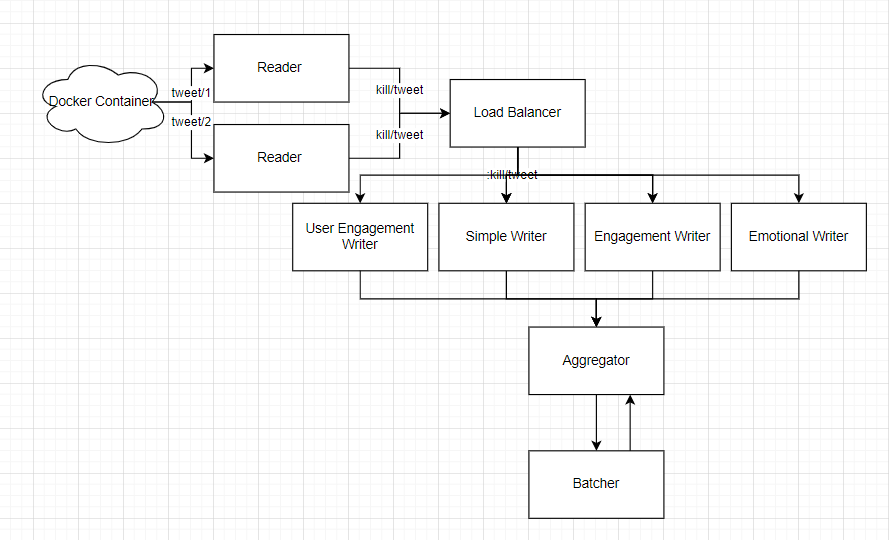 Reader
Docker Container
tweet/1
kill/tweet
Load Balancer
tweet/2
kill/tweet
Reader
:kill/tweet
User Engagement
Writer
Simple Writer
Engagement Writer
Emotional Writer
Aggregator
Batcher